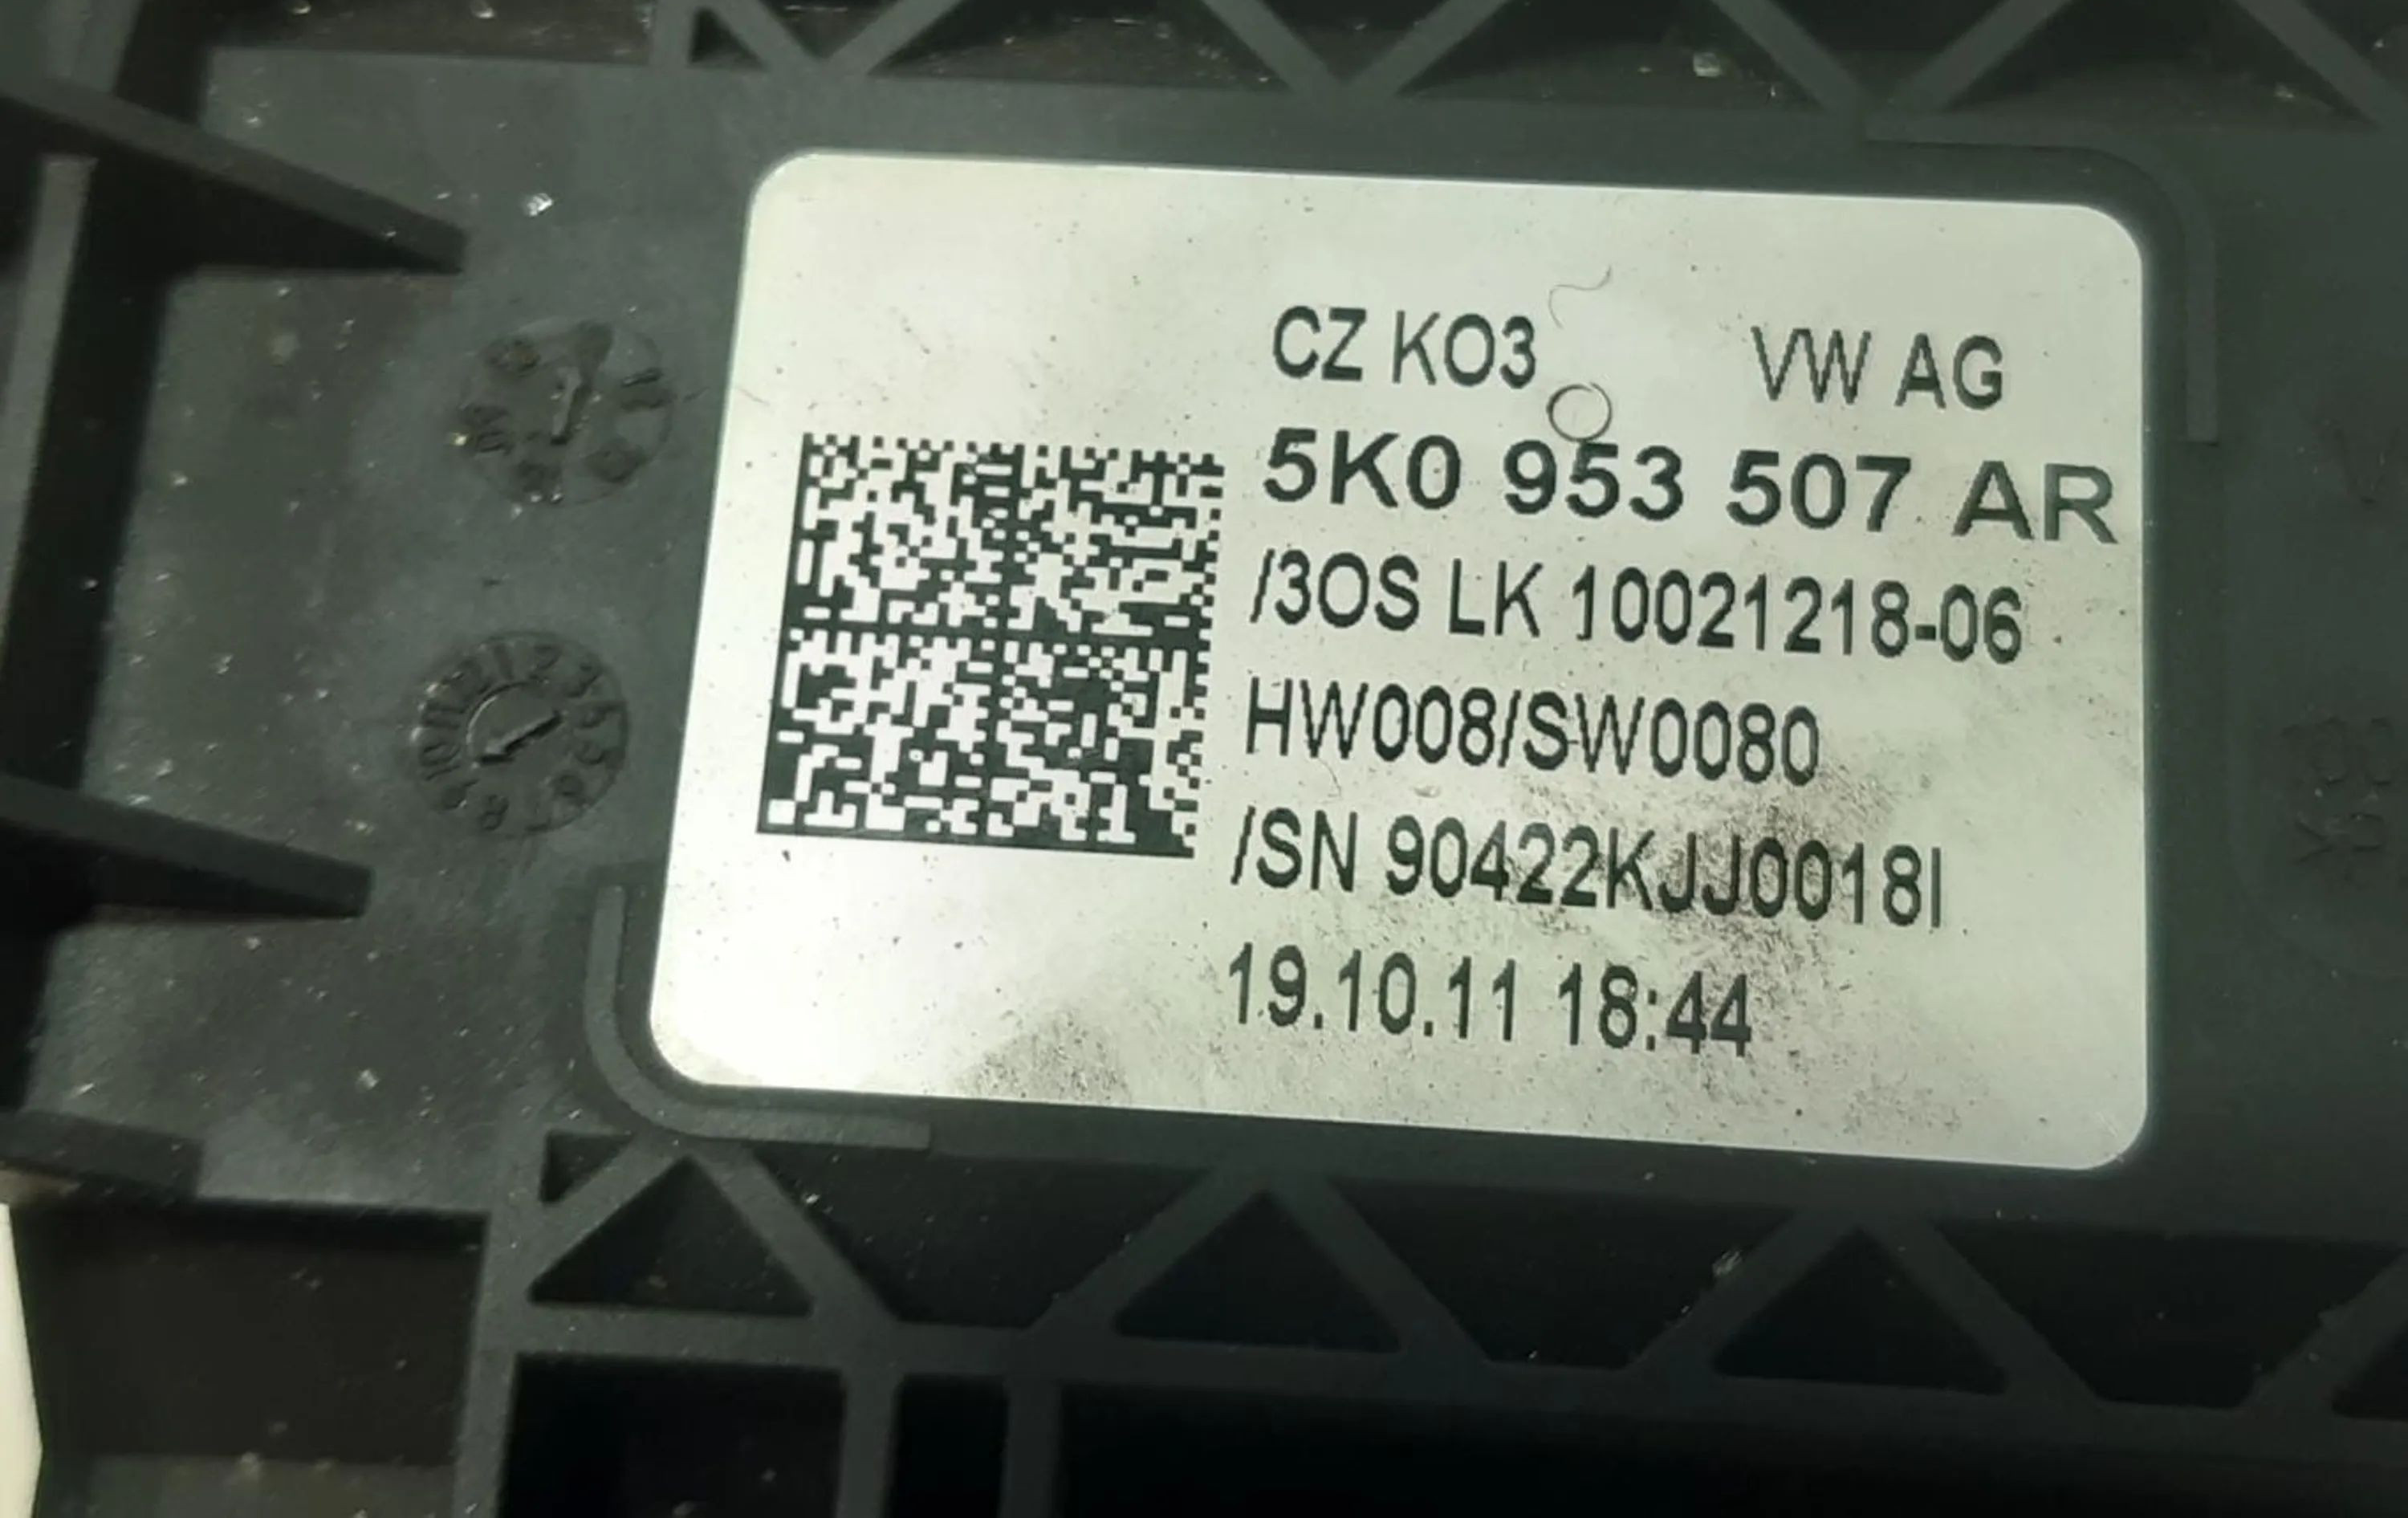 CZ KO3 VW AG
5K0 953 507 AR
/3OS LK 10021218-06
HW008/SW0080
/SN 90422KJJ0018I
19.10.11 18:44